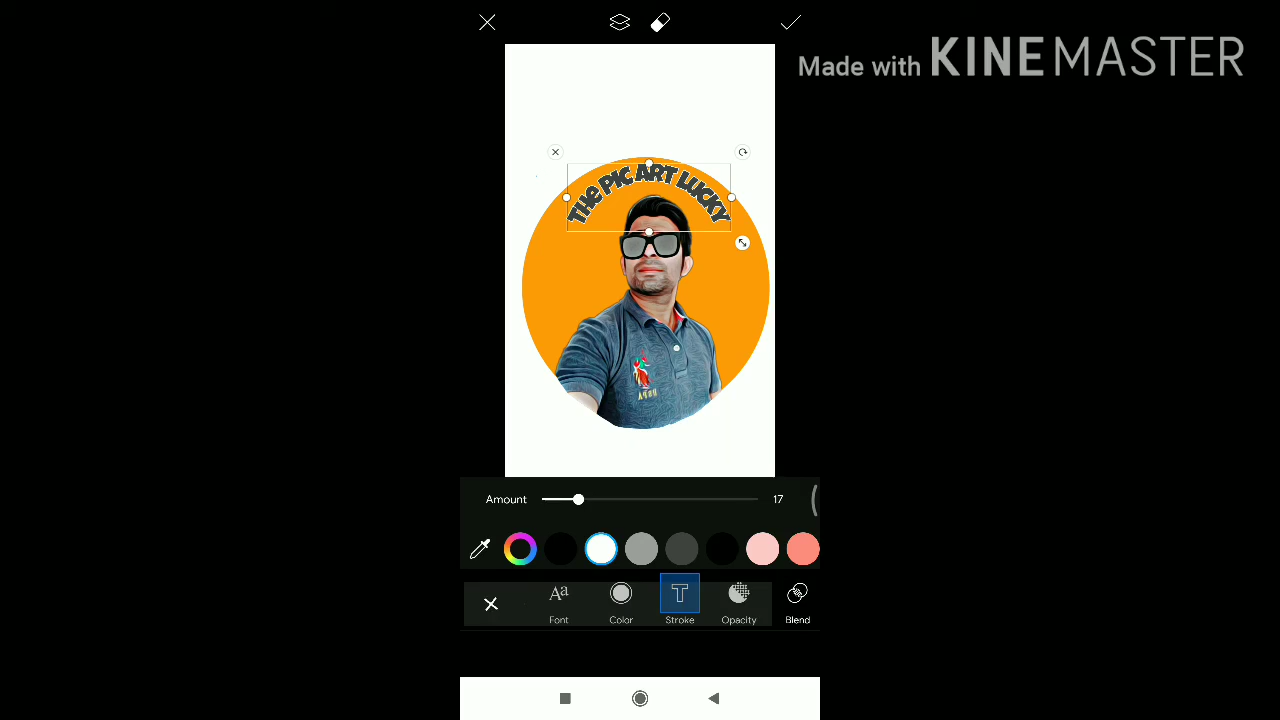 Made with KINEMASTER
THE PIC ART LUCKY
Amount 17
Font Color Stroke Opacity Blend